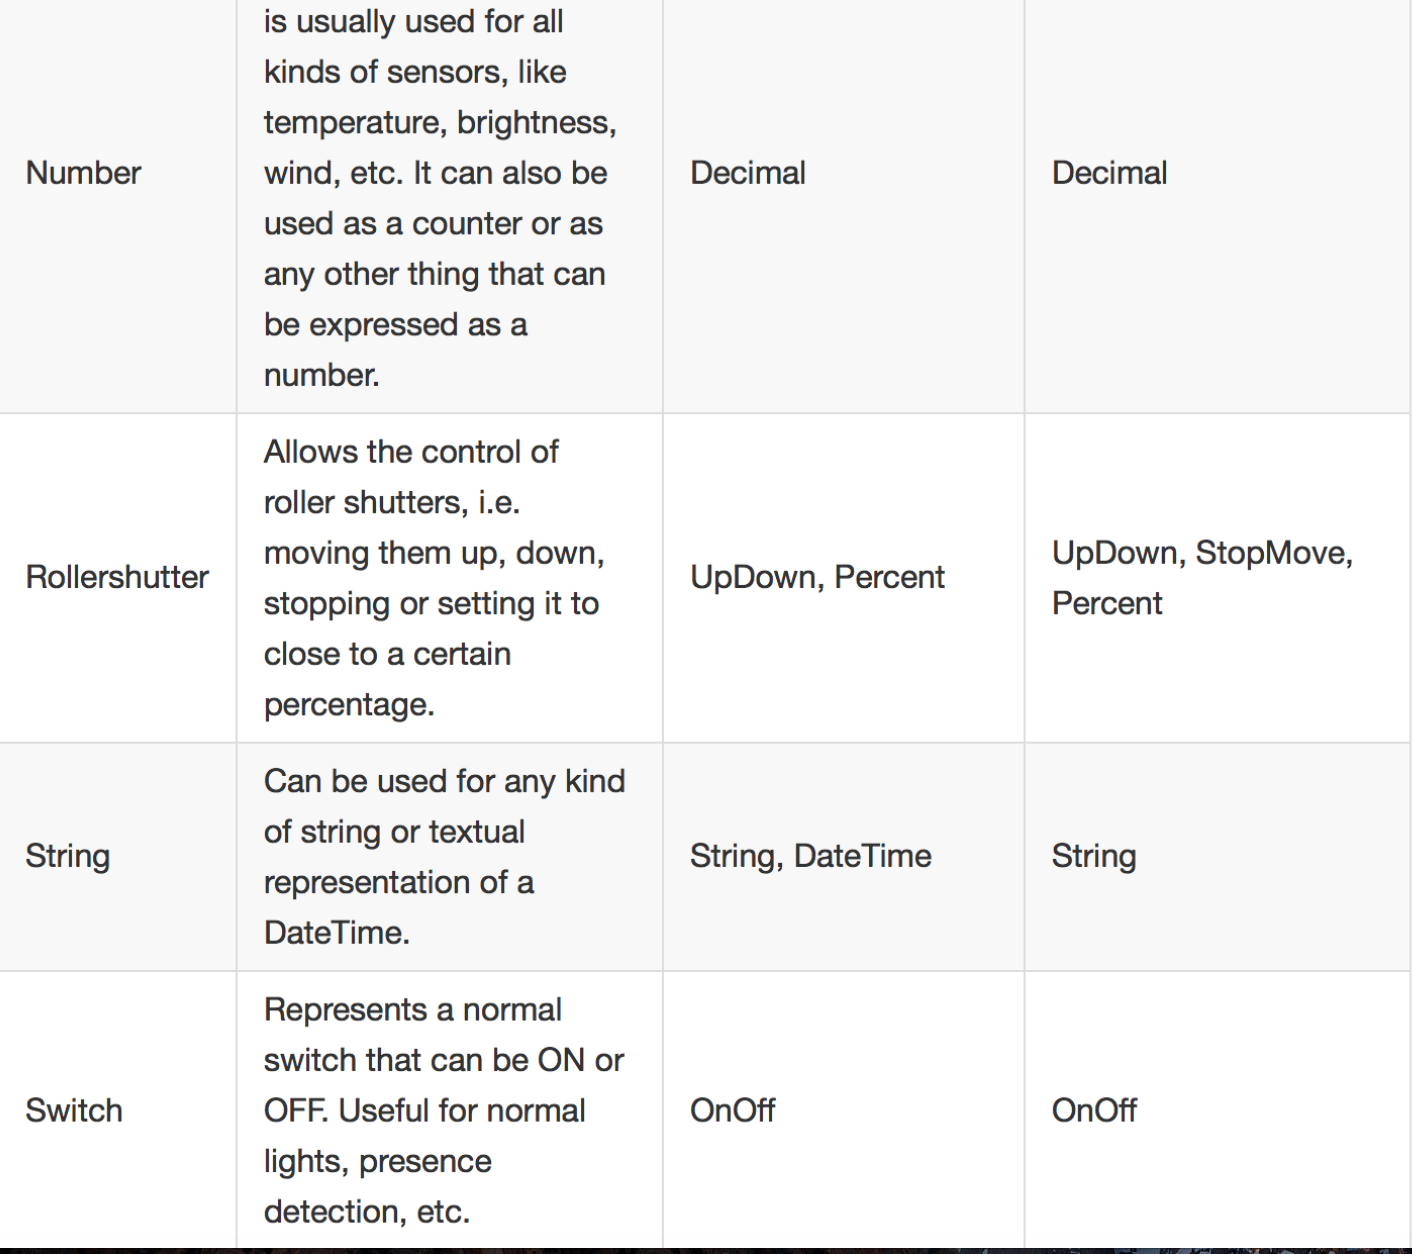 is usually used for all
kinds of sensors, like
temperature, brightness,
Number
wind, etc. It can also be
Decimal
Decimal
used as a counter or as
any other thing that can
be expressed as a
number.
Rollershutter
Allows the control of
roller shutters, i.e.
moving them up, down,
stopping or setting it to
close to a certain
percentage.
UpDown, Percent
UpDown, StopMove,
Percent
String
Can be used for any kind
of string or textual
representation of a
DateTime.
String, DateTime
String
Switch
Represents a normal
switch that can be ON or
OFF. Useful for normal
lights, presence
detection, etc.
OnOff
OnOff